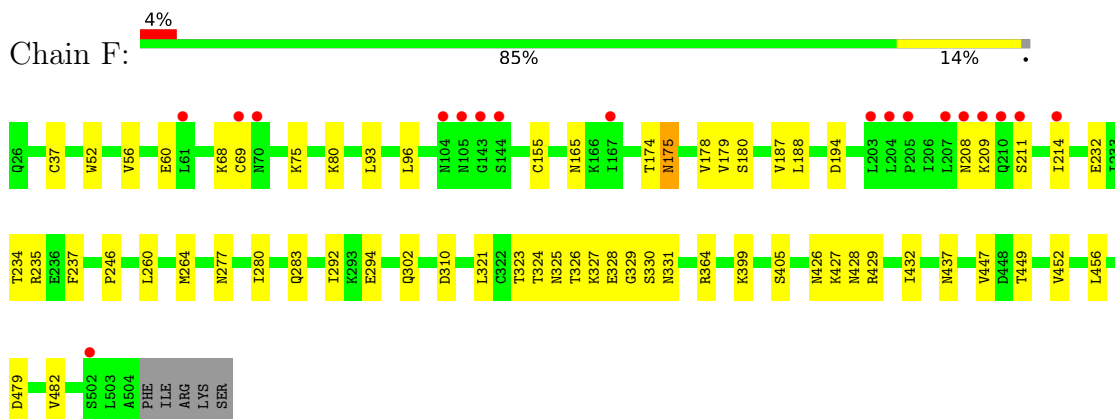 4%
Chain F:
85% 14% •
Q26 C37 W52 V56 E60 L61 K68 C69 N70 K75 K80 L93 L96 N104 N105 G143 S144 C155 N165 K166 I167 T174 N175 V178 V179 S180 V187 L188 D194 L203 L204 P205 I206 L207 N208 K209 Q210 S211 I214 E232 I233
T234 R235 E236 F237 P246 L260 M264 N277 I280 Q283 I292 K293 E294 Q302 D310 L321 C322 T323 T324 N325 T326 K327 E328 G329 S330 N331 R364 K399 S405 N426 K427 N428 R429 I432 N437 V447 D448 T449 V452 L456
D479 V482 S502 L503 A504 PHE ILE ARG LYS SER